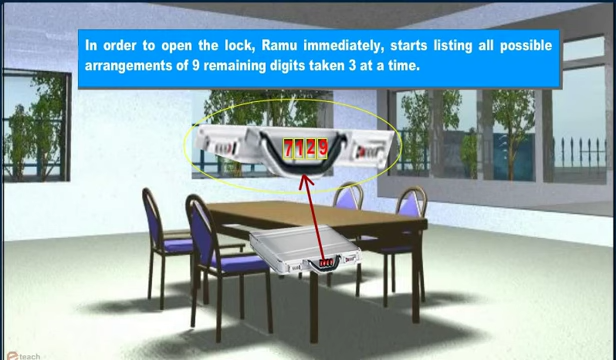 In order to open the lock, Ramu immediately, starts listing all possible
arrangements of 9 remaining digits taken 3 at a time.
7129
e teach